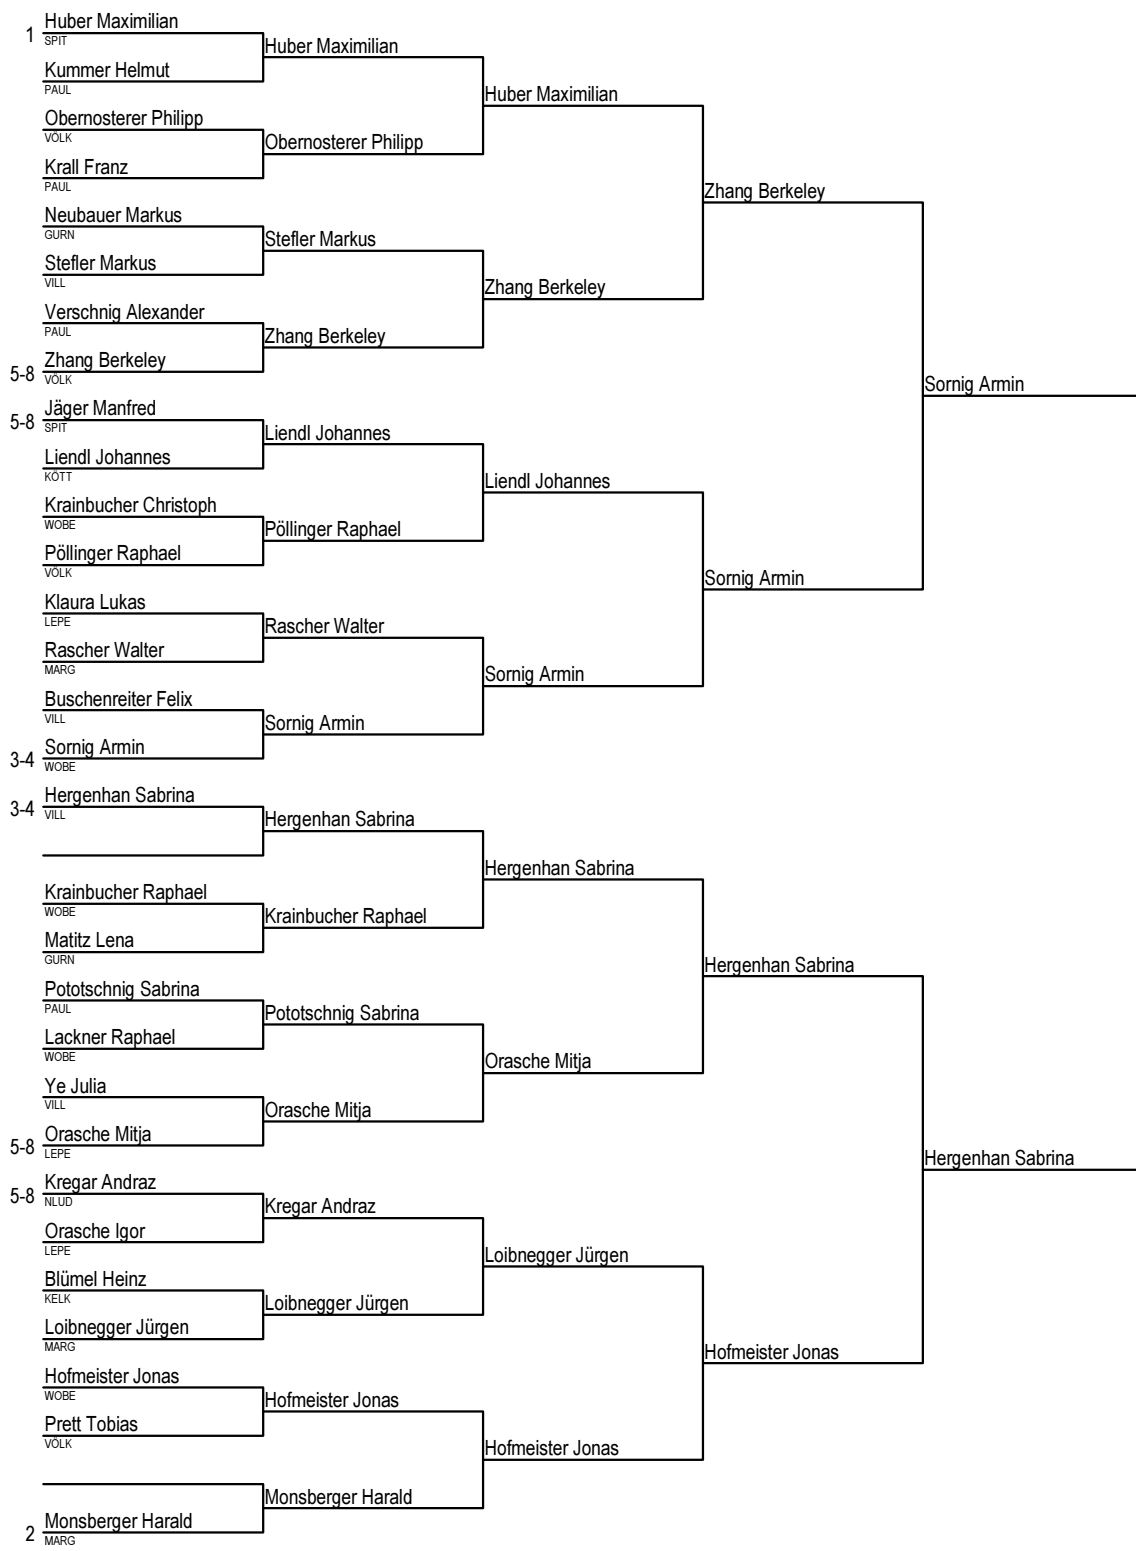 Huber Maximilian
1
SPIT
Huber Maximilian
Kummer Helmut
PAUL
Huber Maximilian
Obernosterer Philipp
VÖLK
Obernosterer Philipp
Krall Franz
PAUL
Zhang Berkeley
Neubauer Markus
GURN
Stefler Markus
Stefler Markus
VILL
Zhang Berkeley
Verschnig Alexander
PAUL
Zhang Berkeley
Zhang Berkeley
5-8
VÖLK
Sornig Armin
Jäger Manfred
5-8
SPIT
Liendl Johannes
Liendl Johannes
KÖTT
Liendl Johannes
Krainbucher Christoph
WOBE
Pöllinger Raphael
Pöllinger Raphael
VÖLK
Sornig Armin
Klaura Lukas
LEPE
Rascher Walter
Rascher Walter
MARG
Sornig Armin
Buschenreiter Felix
VILL
Sornig Armin
Sornig Armin
3-4
WOBE
Hergenhan Sabrina
3-4
VILL
Hergenhan Sabrina
Hergenhan Sabrina
Krainbucher Raphael
WOBE
Krainbucher Raphael
Matitz Lena
GURN
Hergenhan Sabrina
Pototschnig Sabrina
PAUL
Pototschnig Sabrina
Lackner Raphael
WOBE
Orasche Mitja
Ye Julia
VILL
Orasche Mitja
Orasche Mitja
5-8
LEPE
Hergenhan Sabrina
Kregar Andraz
5-8
NLUD
Kregar Andraz
Orasche Igor
LEPE
Loibnegger Jürgen
Blümel Heinz
KELK
Loibnegger Jürgen
Loibnegger Jürgen
MARG
Hofmeister Jonas
Hofmeister Jonas
WOBE
Hofmeister Jonas
Prett Tobias
VÖLK
Hofmeister Jonas
Monsberger Harald
Monsberger Harald
2
MARG